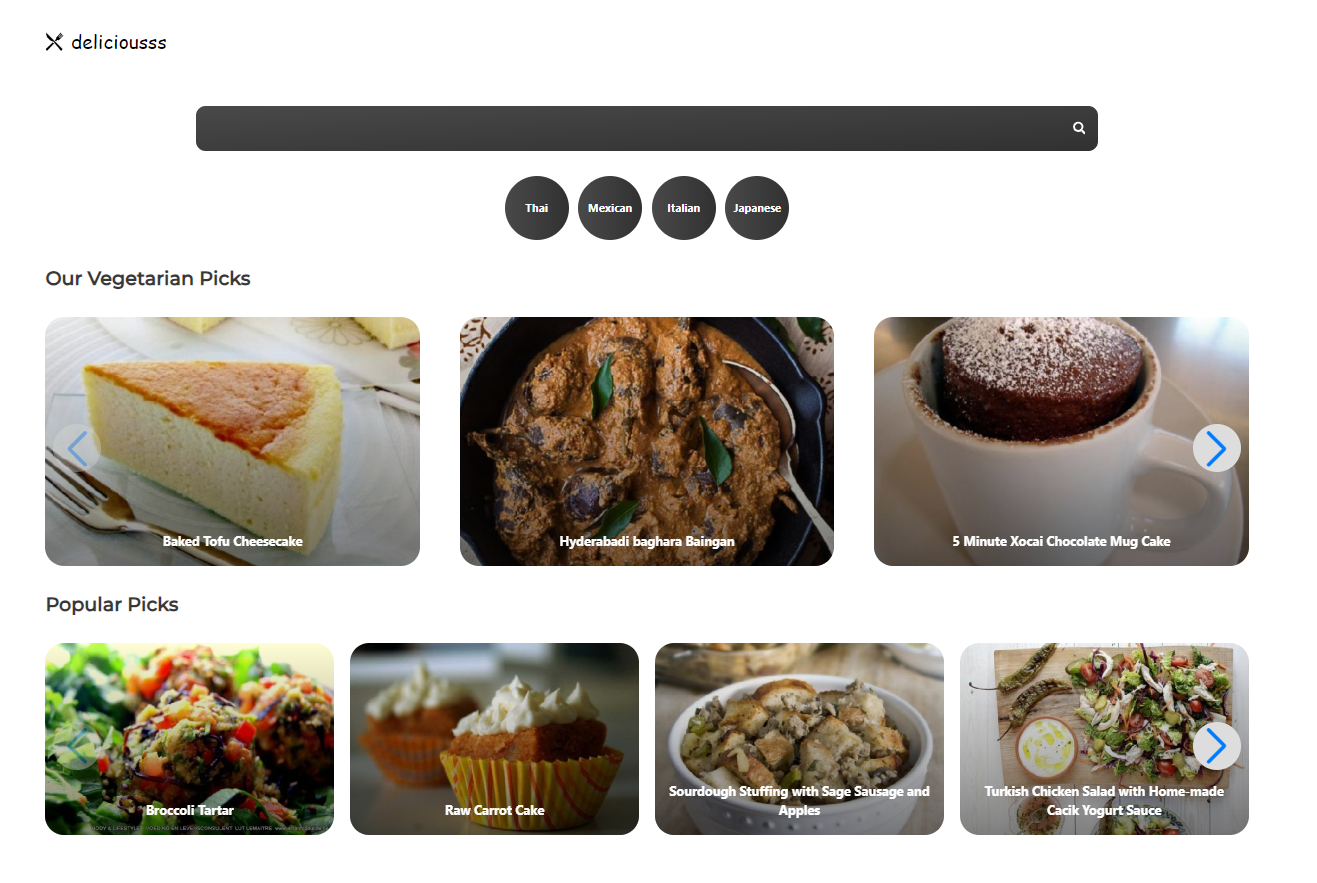 deliciousss
Thai
Mexican
Italian
Japanese
Our Vegetarian Picks
Baked Tofu Cheesecake
Hyderabadi baghara Baingan
5 Minute Xocai Chocolate Mug Cake
Popular Picks
Broccoli Tartar
Raw Carrot Cake
Sourdough Stuffing with Sage Sausage and
Apples
Turkish Chicken Salad with Home-made
Cacik Yogurt Sauce